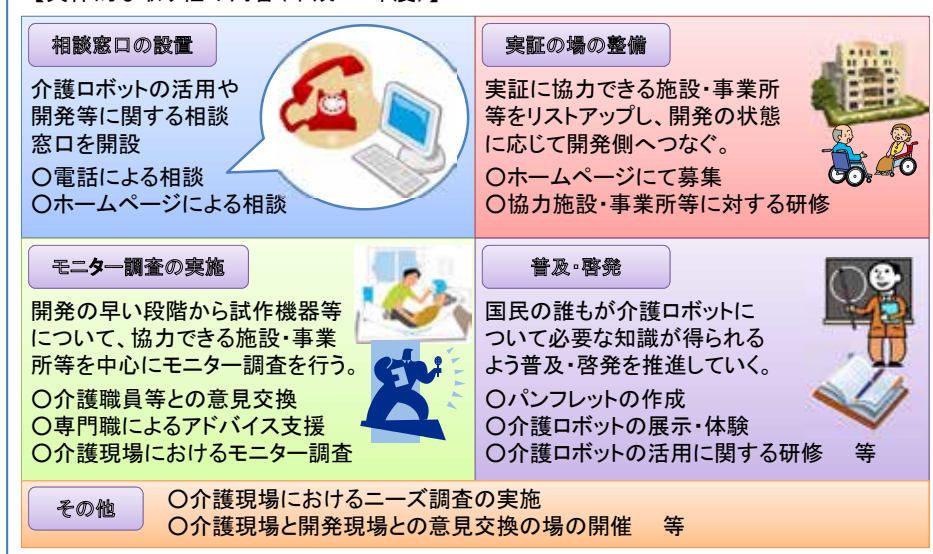 相談窓口の設置
介護ロボットの活用や
開発等に関する相談
窓口を開設
○電話による相談
○ホームページによる相談
実証の場の整備
実証に協力できる施設・事業所
等をリストアップし、開発の状態
に応じて開発側へつなぐ。
○ホームページにて募集
○協力施設・事業所等に対する研修
モニター調査の実施
開発の早い段階から試作機器等
について、協力できる施設・事業
所等を中心にモニター調査を行う。
○介護職員等との意見交換
○専門職によるアドバイス支援
○介護現場におけるモニター調査
普及・啓発
国民の誰もが介護ロボットに
ついて必要な知識が得られる
よう普及・啓発を推進していく。
○パンフレットの作成
○介護ロボットの展示・体験
○介護ロボットの活用に関する研修 等
その他
○介護現場におけるニーズ調査の実施
○介護現場と開発現場との意見交換の場の開催 等